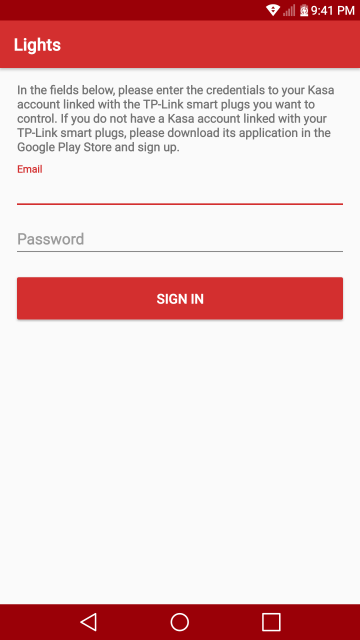 9:41 PM
Lights
In the fields below, please enter the credentials to your Kasa
account linked with the TP-Link smart plugs you want to
control. If you do not have a Kasa account linked with your
TP-Link smart plugs, please download its application in the
Google Play Store and sign up.
Email
Password
SIGN IN